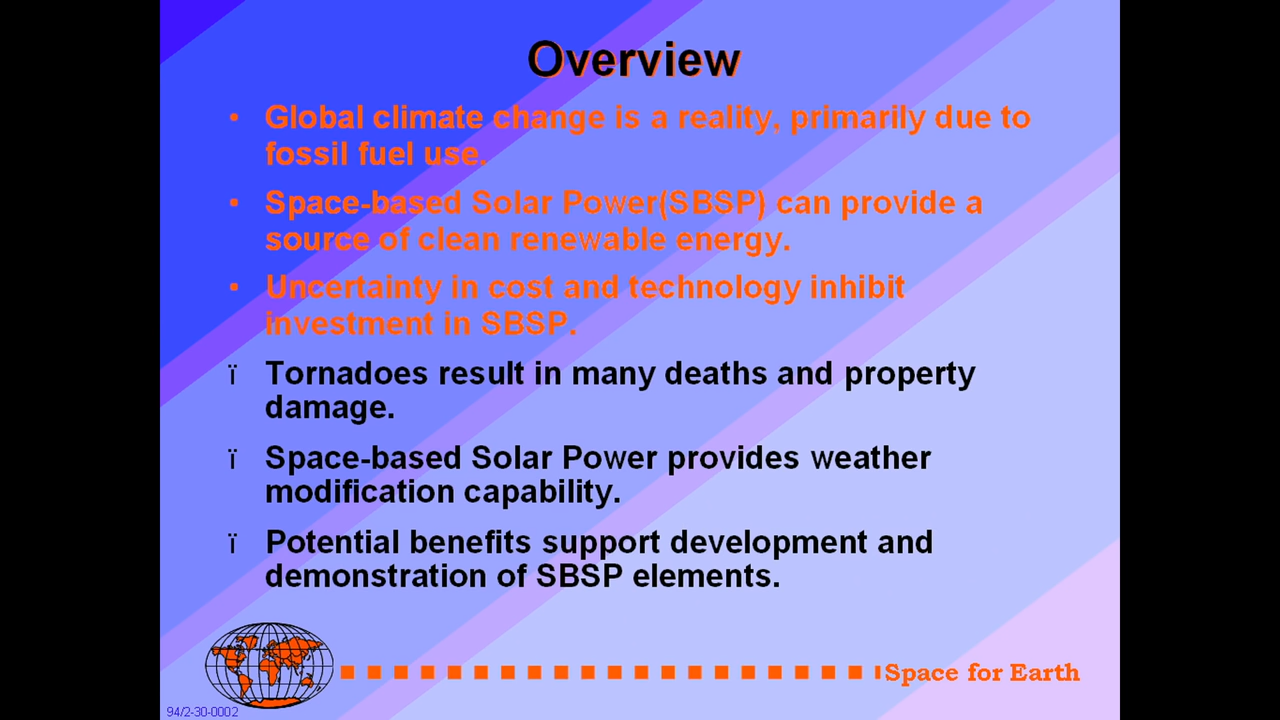 Overview
• Global climate change is a reality, primarily due to
fossil fuel use.
• Space-based Solar Power(SBSP) can provide a
source of clean renewable energy.
• Uncertainty in cost and technology inhibit
investment in SBSP.
ï Tornadoes result in many deaths and property
damage.
ï Space-based Solar Power provides weather
modification capability.
ï Potential benefits support development and
demonstration of SBSP elements.
Space for Earth
94/2-30-0002